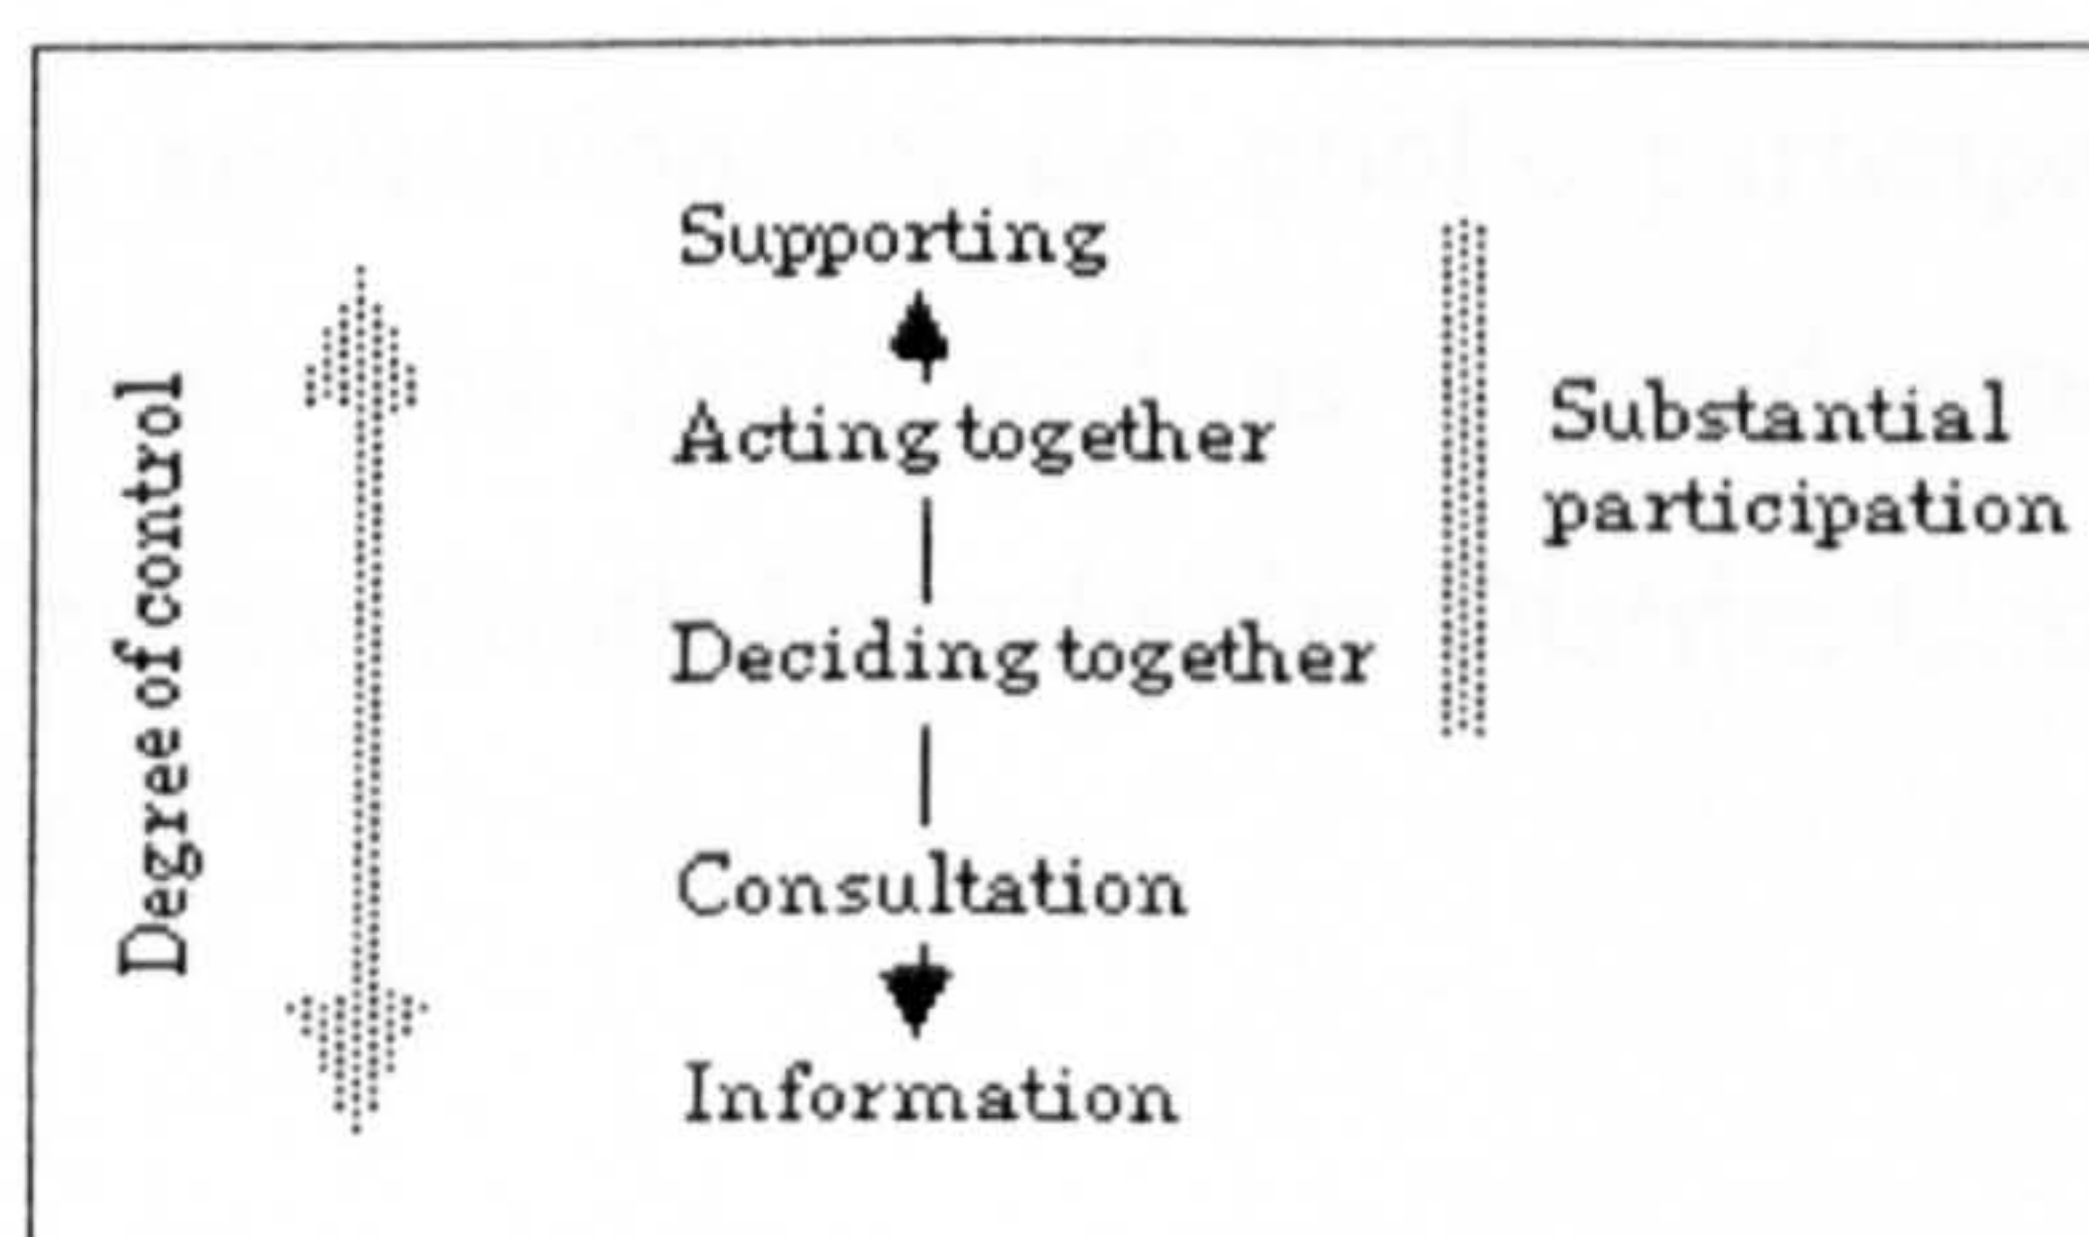 Degree of control
Supporting
Acting together
Deciding together
Consultation
Information
Substantial
participation